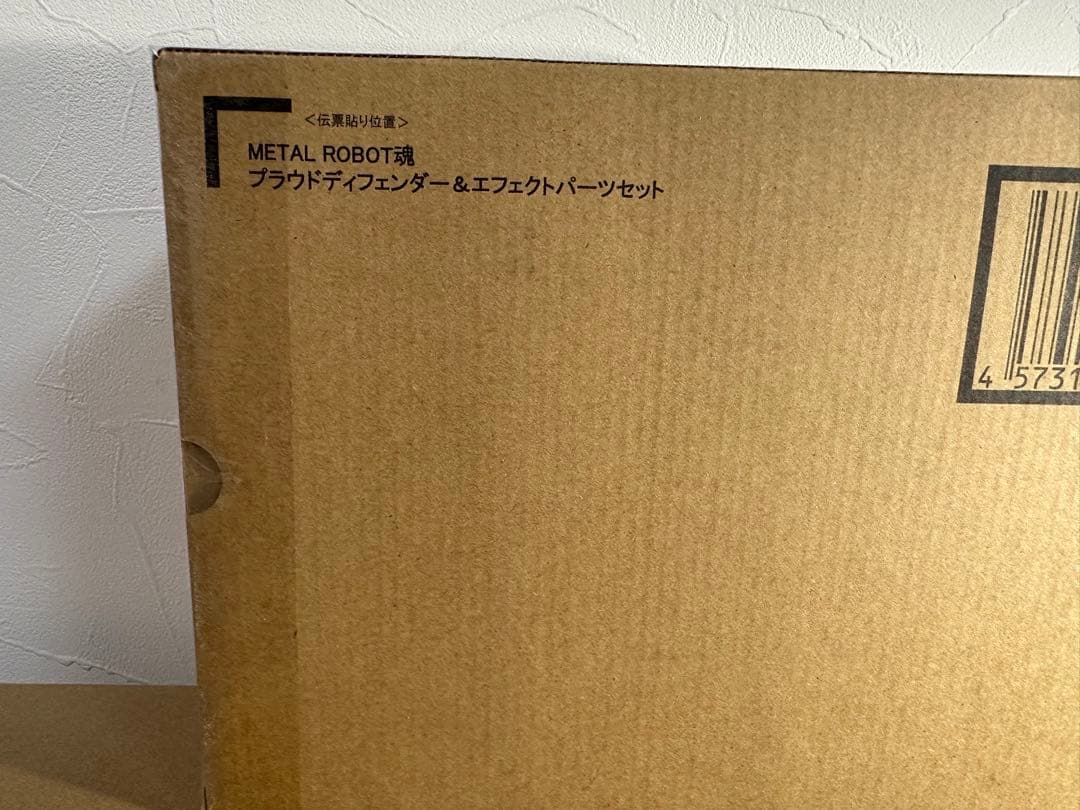 ＜伝票貼り位置＞
METAL ROBOT魂
プラウドディフェンダー＆エフェクトパーツセット
4 5731